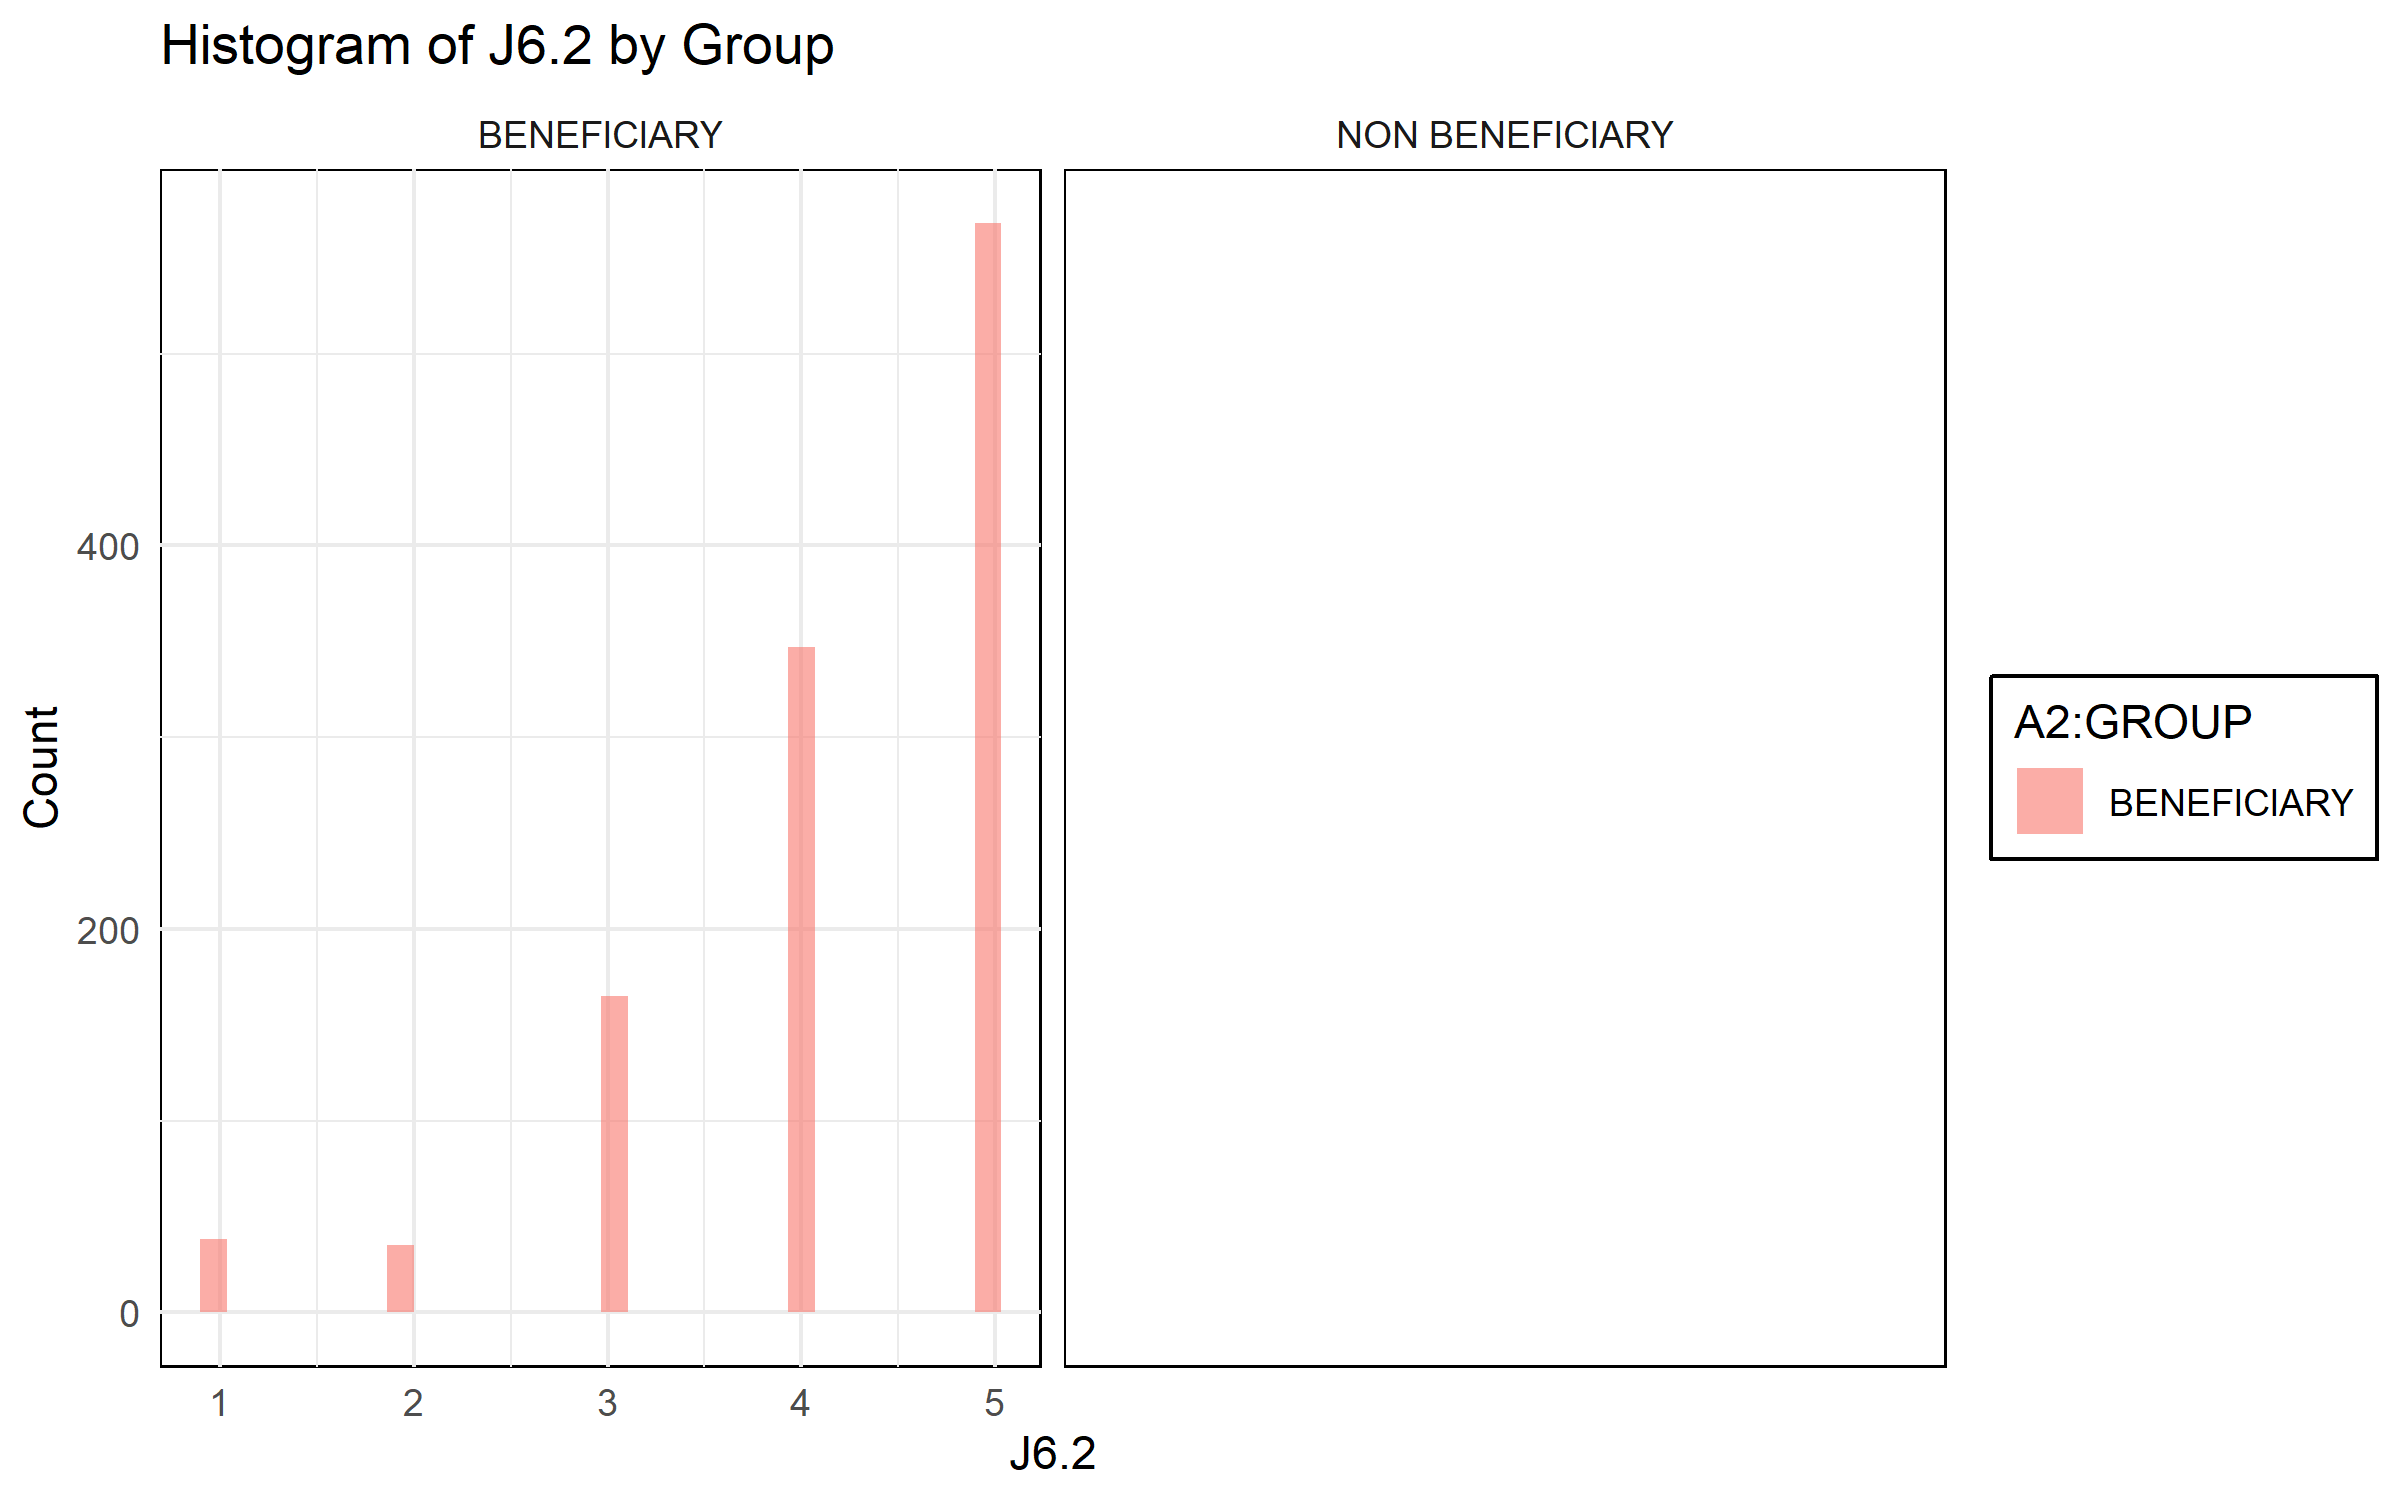 Histogram of J6.2 by Group
BENEFICIARY
NON BENEFICIARY
Count
400
200
0
1
2
3
4
5
J6.2
A2:GROUP
BENEFICIARY